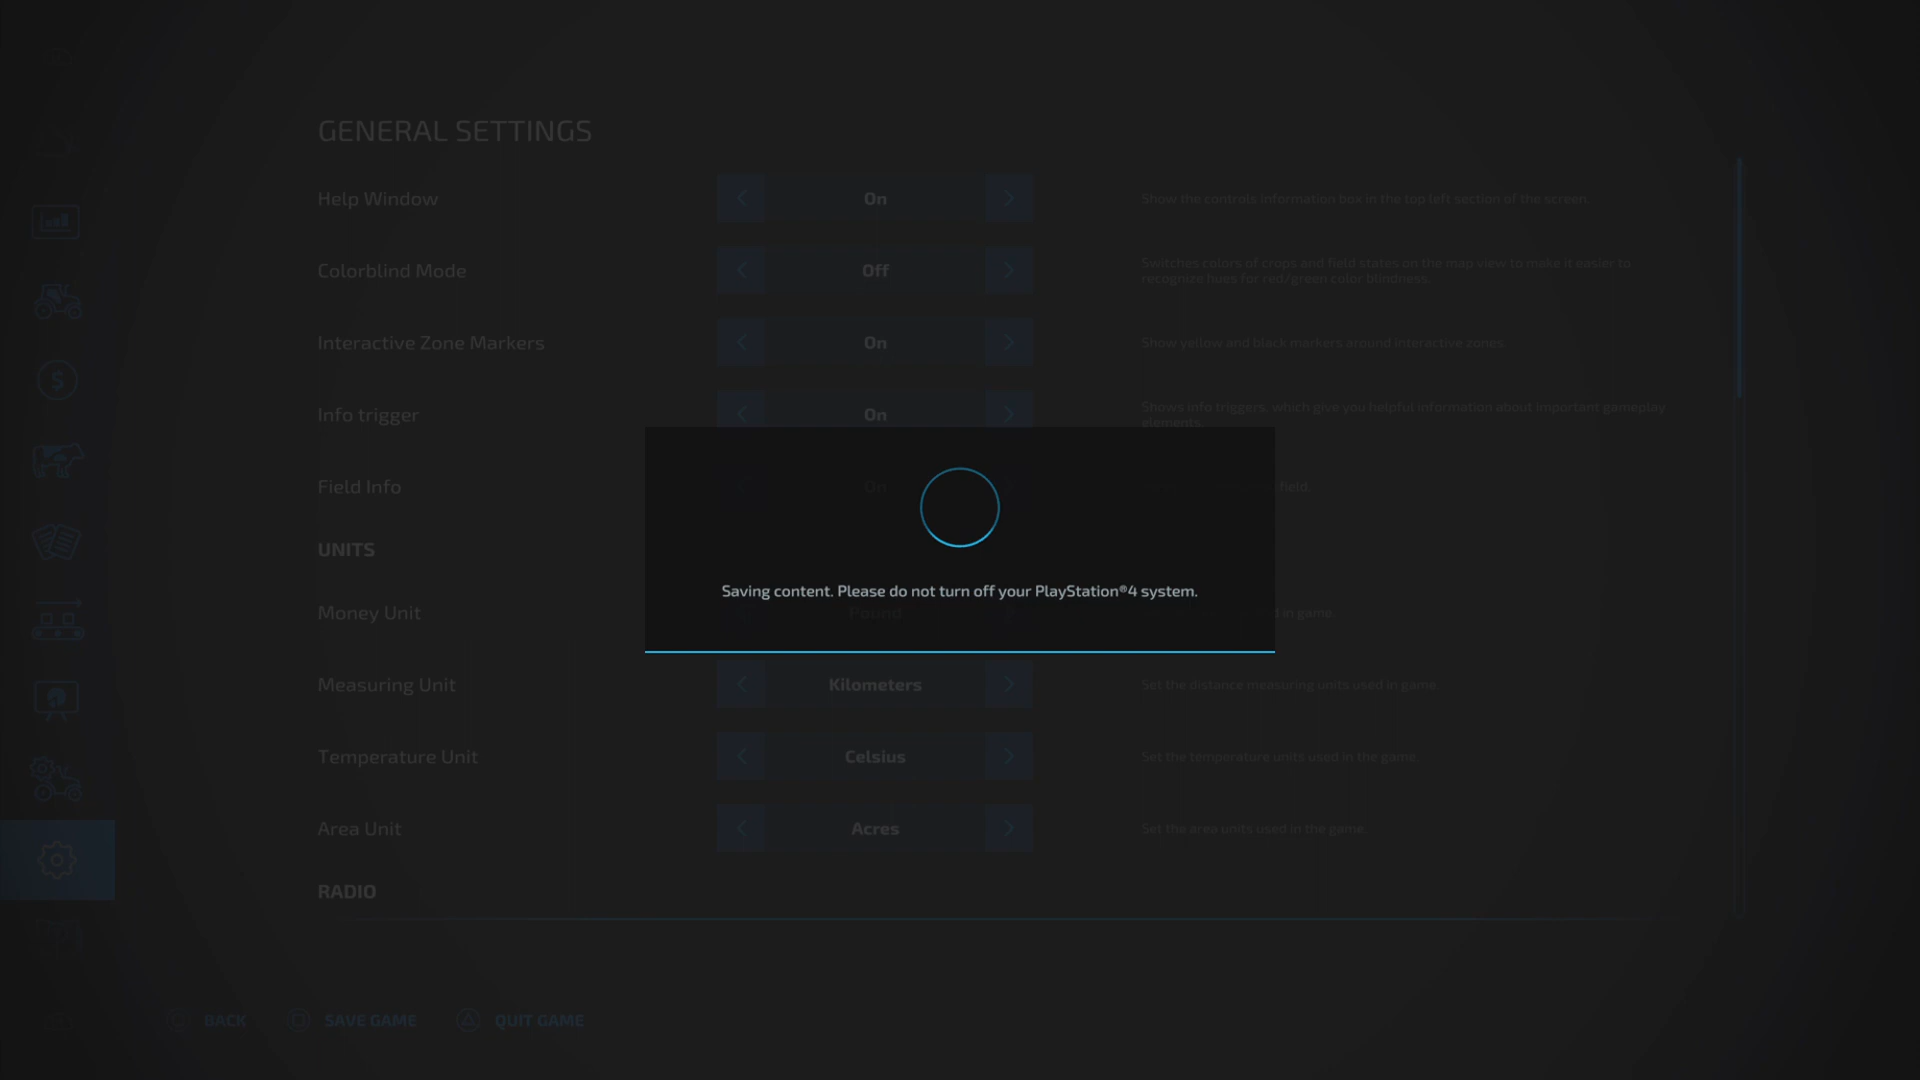 GENERAL SETTINGS
Help Window
On
Show the controls information box in the top left section of the screen.
Colorblind Mode
Off
Switches colors of crops and field states on the map view to make it easier to
recognize hues for red/green color blindness.
Interactive Zone Markers
On
Show yellow and black markers around interactive zones.
Info trigger
On
Shows info triggers, which give you helpful information about important gameplay
elements.
Field Info
On
field.
Saving content. Please do not turn off your PlayStation®4 system.
UNITS
Money Unit
Pound
in game.
Measuring Unit
Kilometers
Set the distance measuring units used in game.
Temperature Unit
Celsius
Set the temperature units used in the game.
Area Unit
Acres
Set the area units used in the game.
RADIO
BACK
SAVE GAME
QUIT GAME